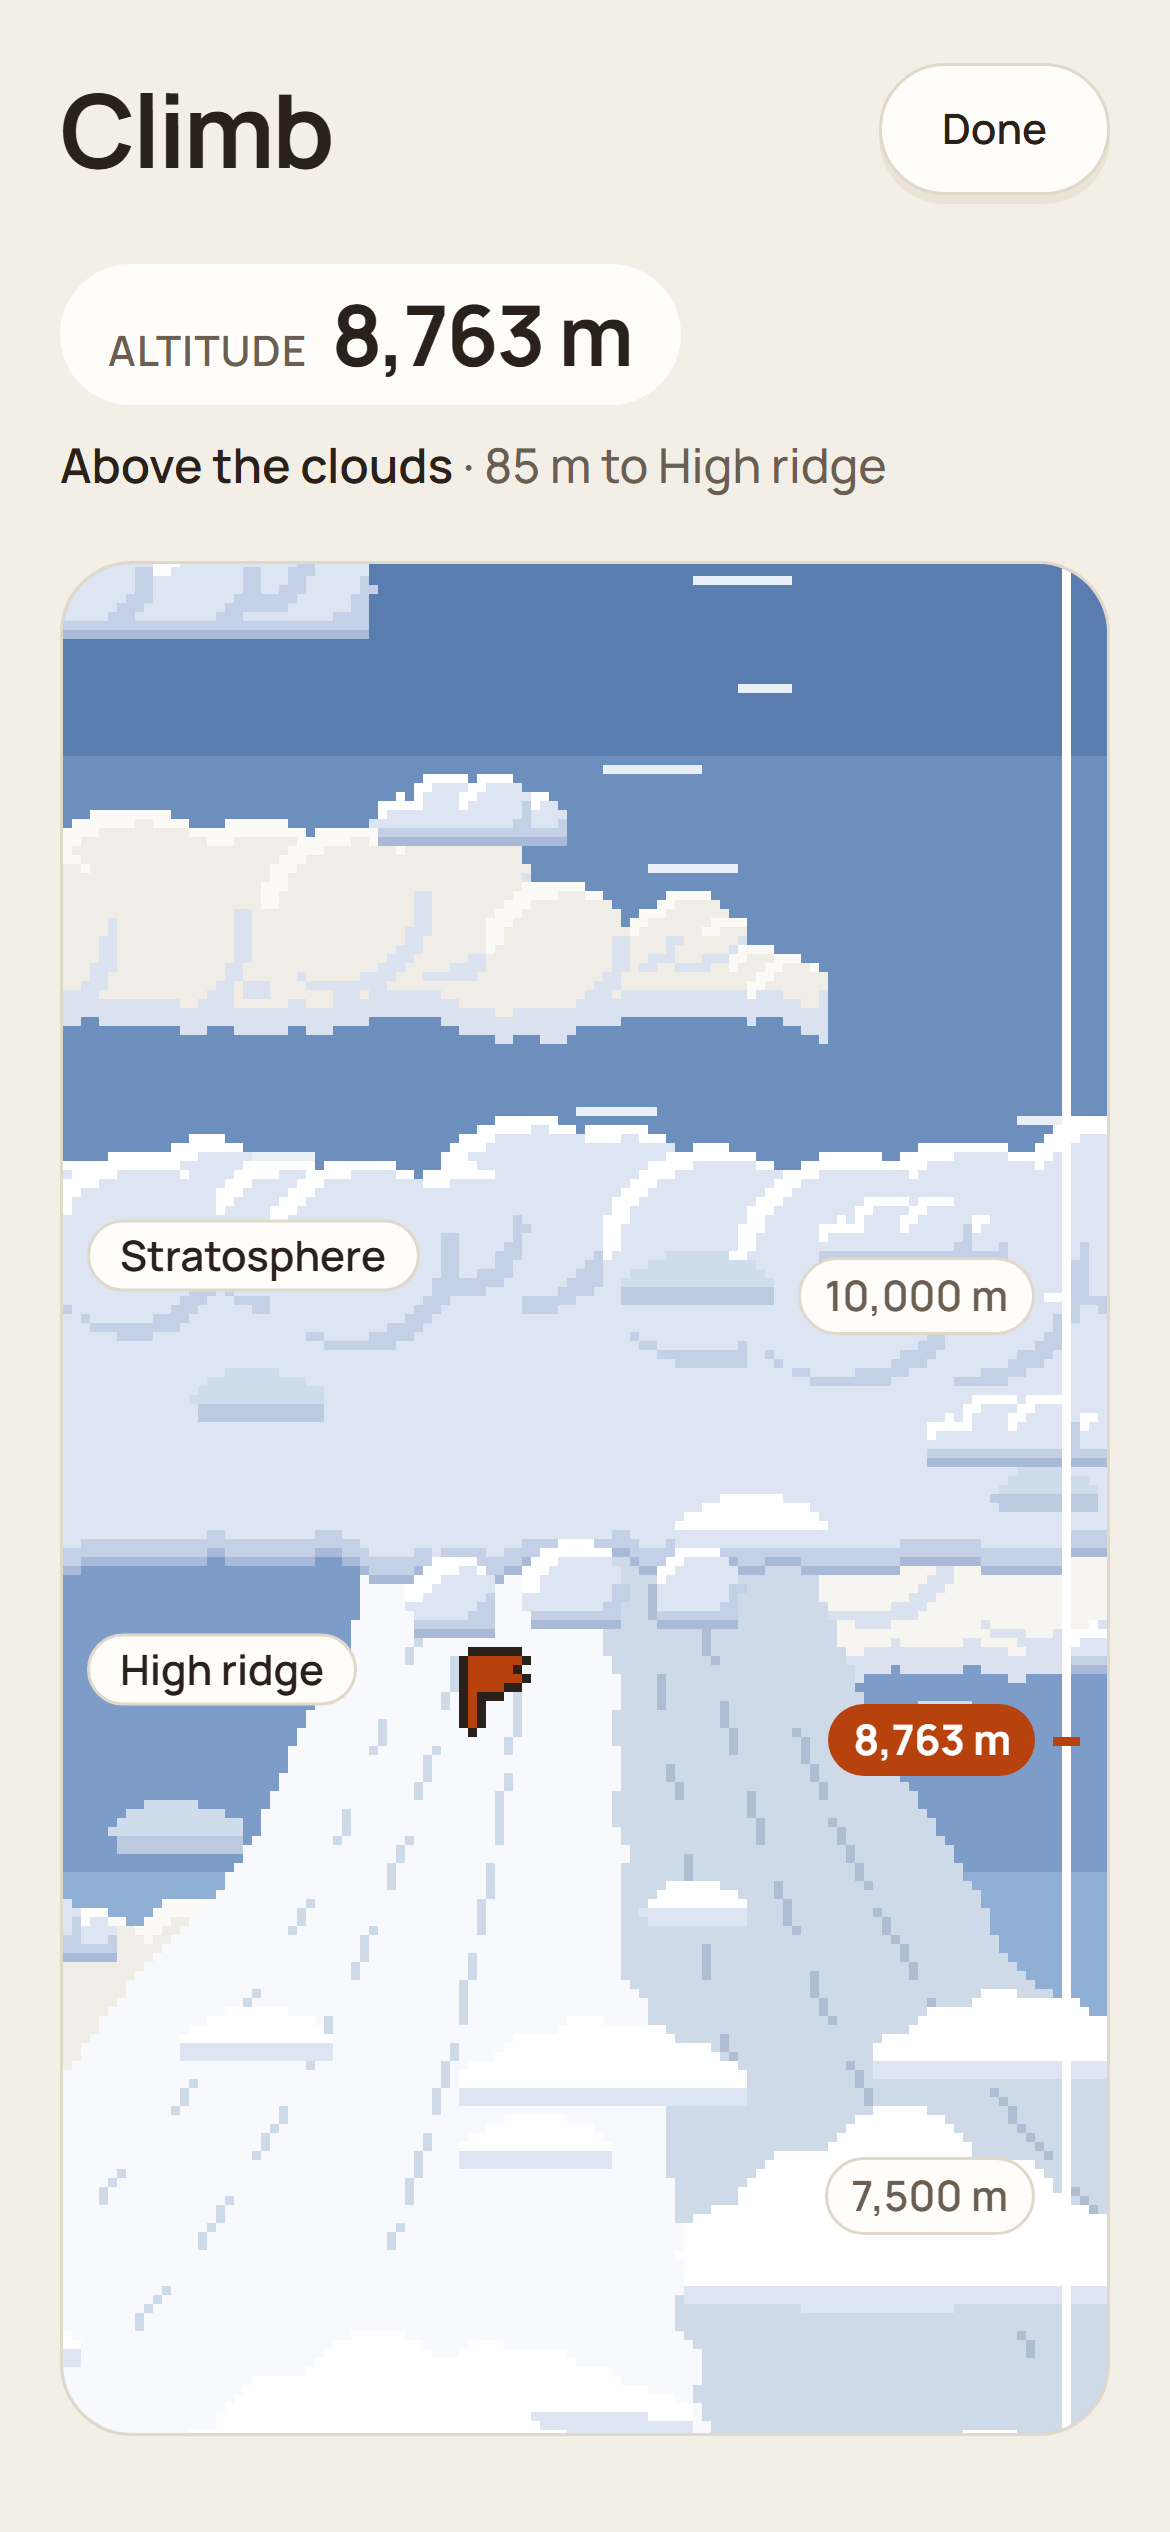 Climb
Done
ALTITUDE 8,763 m
Above the clouds · 85 m to High ridge
Stratosphere
10,000 m
High ridge
8,763 m
7,500 m